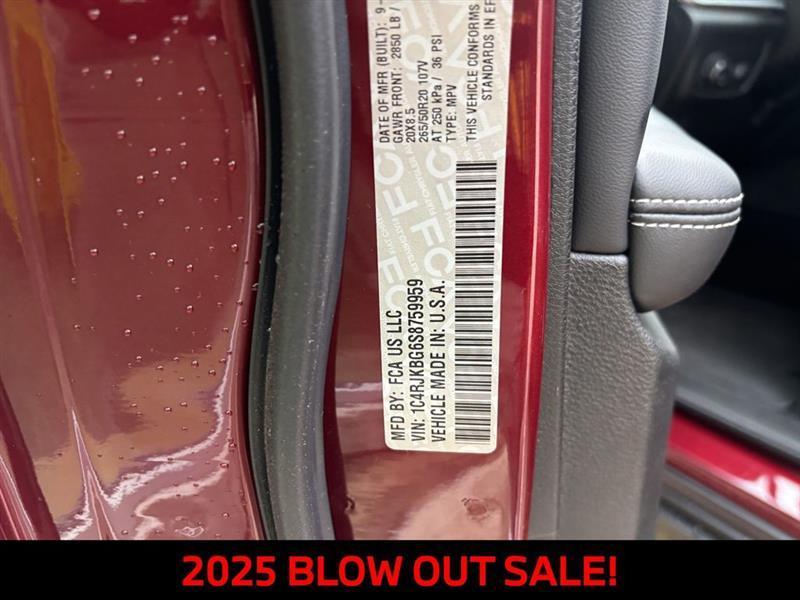 MFD BY: FCA US LLC
DATE OF MFR (BUILT): 9-
GAWR FRONT: 2850 LB /
20X8.5
265/50R20 107V
AT 250 kPa / 36 PSI
TYPE: MPV
VIN: 1C4RJKBG6S8759959
THIS VEHICLE CONFORMS
STANDARDS IN EF
VEHICLE MADE IN: U.S.A.
2025 BLOW OUT SALE!